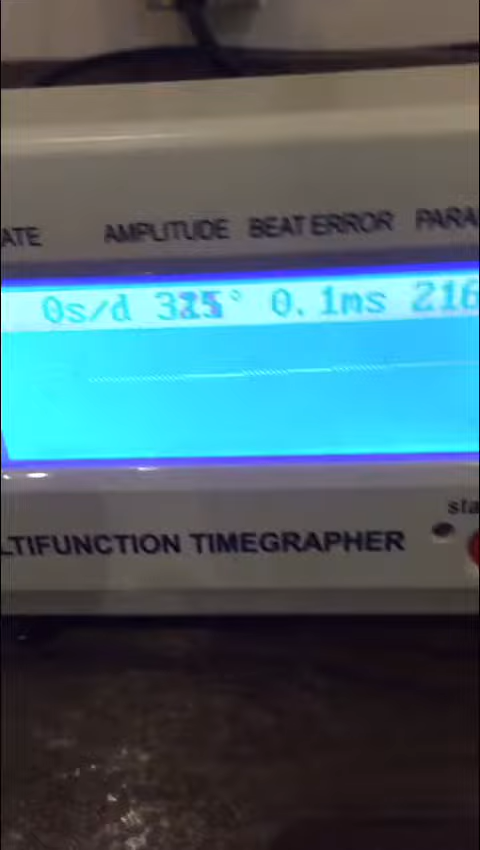 ATE AMPLITUDE BEAT ERROR PARA
0s/d 0.1ms 216
sta
LTIFUNCTION TIMEGRAPHER